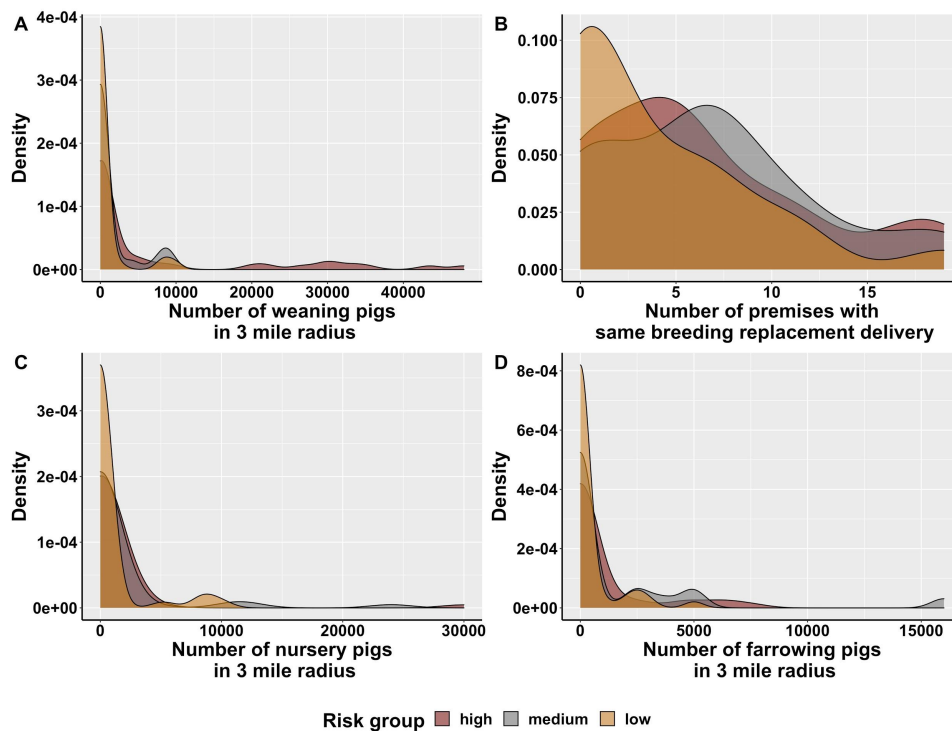 A
4e-04
3e-04
2e-04
1e-04
0e+00
Density
0
10000
20000
30000
40000
Number of weaning pigs
in 3 mile radius
B
0.100
0.075
0.050
0.025
0.000
Density
0
5
10
15
Number of premises with
same breeding replacement delivery
C
3e-04
2e-04
1e-04
0e+00
Density
0
10000
20000
30000
Number of nursery pigs
in 3 mile radius
D
8e-04
6e-04
4e-04
2e-04
0e+00
Density
0
5000
10000
15000
Number of farrowing pigs
in 3 mile radius
Risk group high medium low